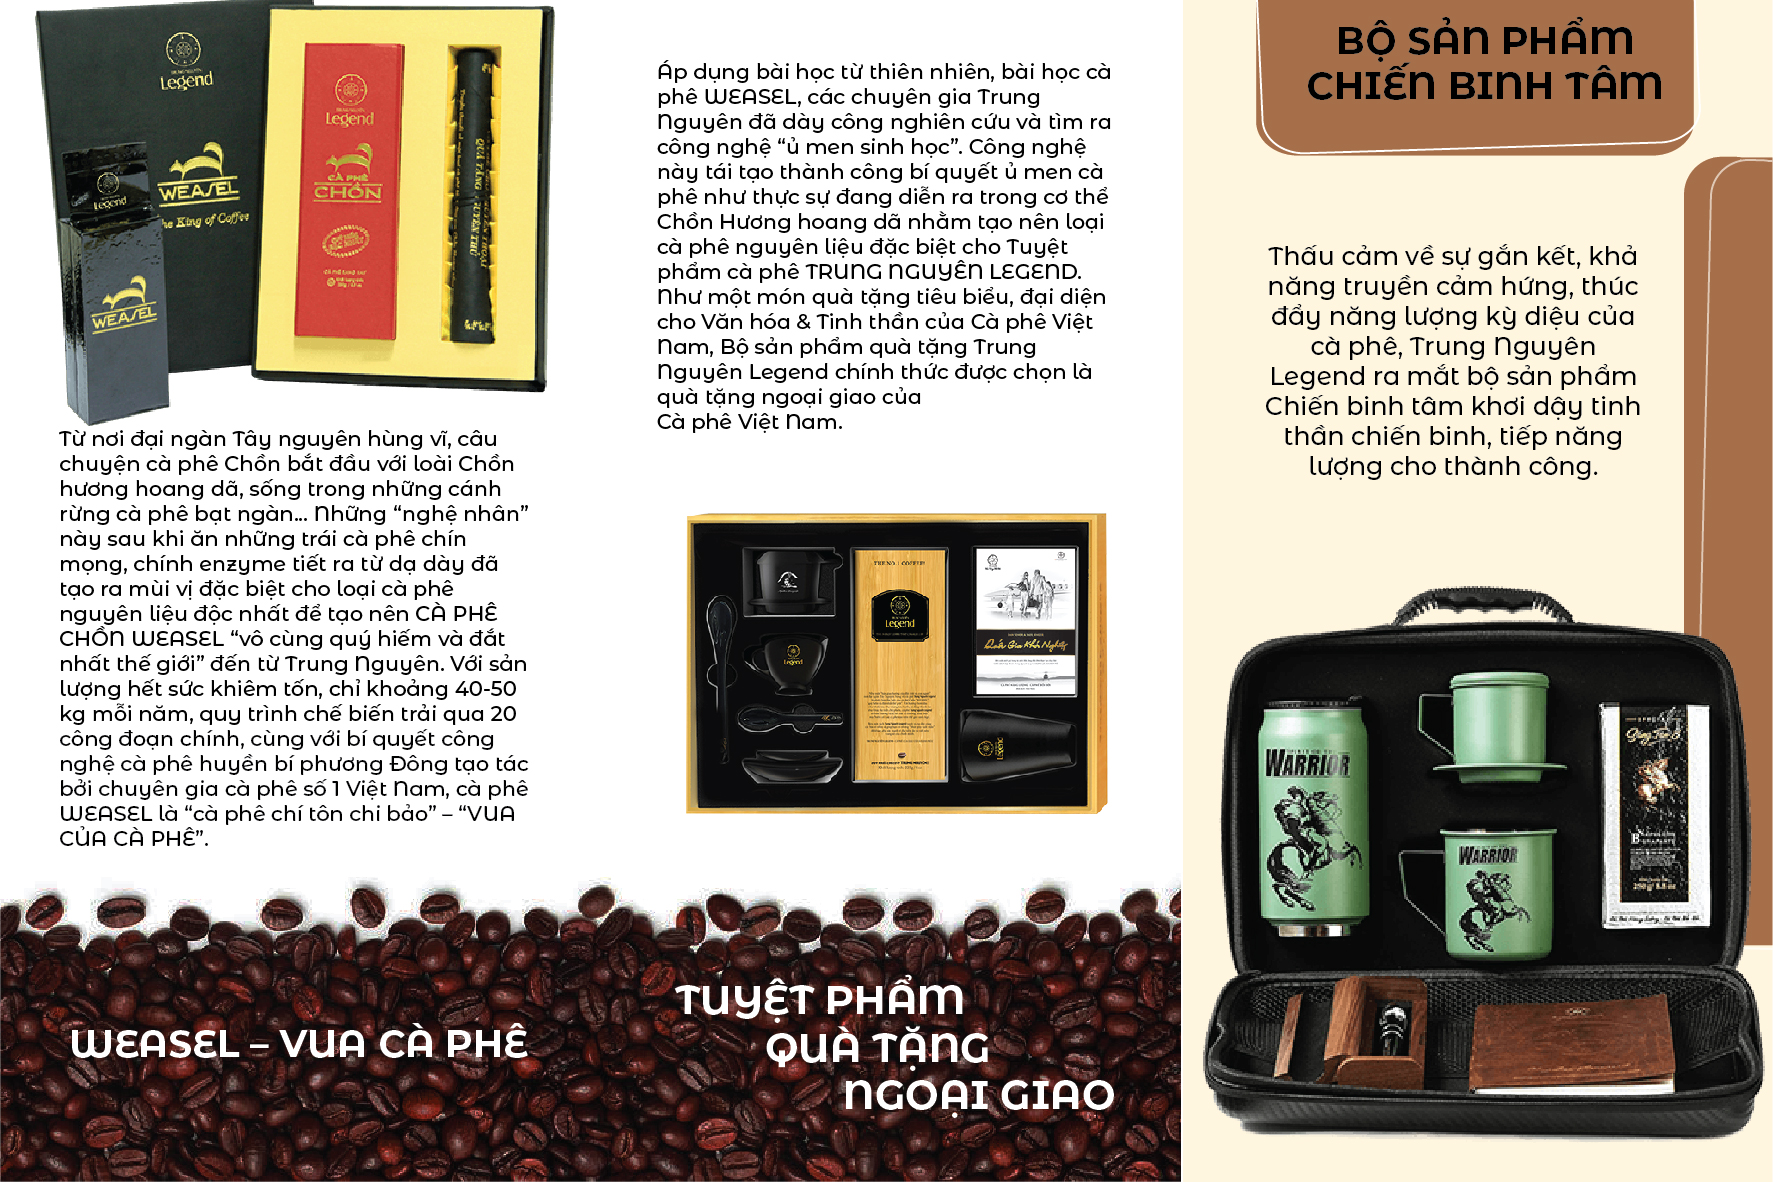 TRUNG NGUYÊN
Legend
WEASEL
The King of Coffee
Legend
WEASEL
TRUNG NGUYÊN
Legend
CÀ PHÊ
CHỒN
Từ nơi đại ngàn Tây nguyên hùng vĩ, câu
chuyện cà phê Chồn bắt đầu với loài Chồn
hương hoang dã, sống trong những cánh
rừng cà phê bạt ngàn... Những “nghệ nhân”
này sau khi ăn những trái cà phê chín
mọng, chính enzyme tiết ra từ dạ dày đã
tạo ra mùi vị đặc biệt cho loại cà phê
nguyên liệu độc nhất để tạo nên CÀ PHÊ
CHỒN WEASEL “vô cùng quý hiếm và đắt
nhất thế giới” đến từ Trung Nguyên. Với sản
lượng hết sức khiêm tốn, chỉ khoảng 40-50
kg mỗi năm, quy trình chế biến trải qua 20
công đoạn chính, cùng với bí quyết công
nghệ cà phê huyền bí phương Đông tạo tác
bởi chuyên gia cà phê số 1 Việt Nam, cà phê
WEASEL là “cà phê chí tôn chi bảo” – “VUA
CỦA CÀ PHÊ”.
WEASEL – VUA CÀ PHÊ
Áp dụng bài học từ thiên nhiên, bài học cà
phê WEASEL, các chuyên gia Trung
Nguyên đã dày công nghiên cứu và tìm ra
công nghệ “ủ men sinh học”. Công nghệ
này tái tạo thành công bí quyết ủ men cà
phê như thực sự đang diễn ra trong cơ thể
Chồn Hương hoang dã nhằm tạo nên loại
cà phê nguyên liệu đặc biệt cho Tuyệt
phẩm cà phê TRUNG NGUYÊN LEGEND.
Như một món quà tặng tiêu biểu, đại diện
cho Văn hóa & Tinh thần của Cà phê Việt
Nam, Bộ sản phẩm quà tặng Trung
Nguyên Legend chính thức được chọn là
quà tặng ngoại giao của
Cà phê Việt Nam.
THE NO.1 COFFEE
Legend
Legend
Quốc Gia Khởi Nghiệp
Legend
TUYỆT PHẨM
QUÀ TẶNG
NGOẠI GIAO
BỘ SẢN PHẨM
CHIẾN BINH TÂM
Thấu cảm về sự gắn kết, khả
năng truyền cảm hứng, thúc
đẩy năng lượng kỳ diệu của
cà phê, Trung Nguyên
Legend ra mắt bộ sản phẩm
Chiến binh tâm khơi dậy tinh
thần chiến binh, tiếp năng
lượng cho thành công.
WARRIOR
WARRIOR